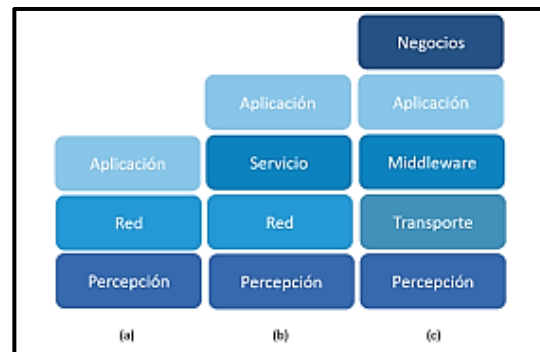 Negocios
Aplicación
Aplicación
Aplicación
Servicio
Middleware
Red
Red
Transporte
Percepción
Percepción
Percepción
(a)
(b)
(c)